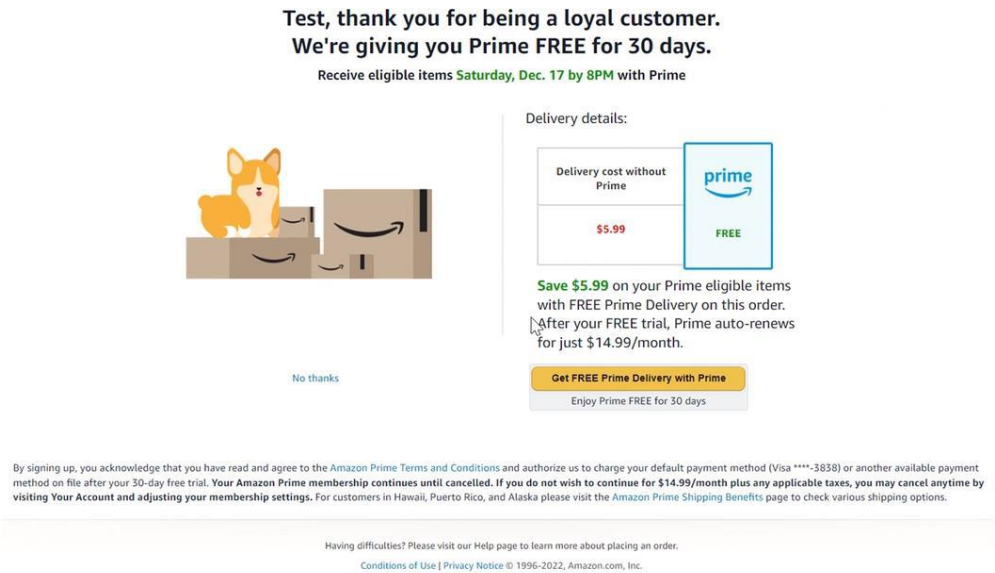 Test, thank you for being a loyal customer.
We're giving you Prime FREE for 30 days.
Receive eligible items Saturday, Dec. 17 by 8PM with Prime
Delivery details:
Delivery cost without
Prime
$5.99
prime
FREE
Save $5.99 on your Prime eligible items
with FREE Prime Delivery on this order.
After your FREE trial, Prime auto-renews
for just $14.99/month.
No thanks
Get FREE Prime Delivery with Prime
Enjoy Prime FREE for 30 days
By signing up, you acknowledge that you have read and agree to the Amazon Prime Terms and Conditions and authorize us to charge your default payment method (Visa ****-3838) or another available payment
method on file after your 30-day free trial. Your Amazon Prime membership continues until cancelled. If you do not wish to continue for $14.99/month plus any applicable taxes, you may cancel anytime by
visiting Your Account and adjusting your membership settings. For customers in Hawaii, Puerto Rico, and Alaska please visit the Amazon Prime Shipping Benefits page to check various shipping options.
Having difficulties? Please visit our Help page to learn more about placing an order.
Conditions of Use | Privacy Notice © 1996-2022, Amazon.com, Inc.